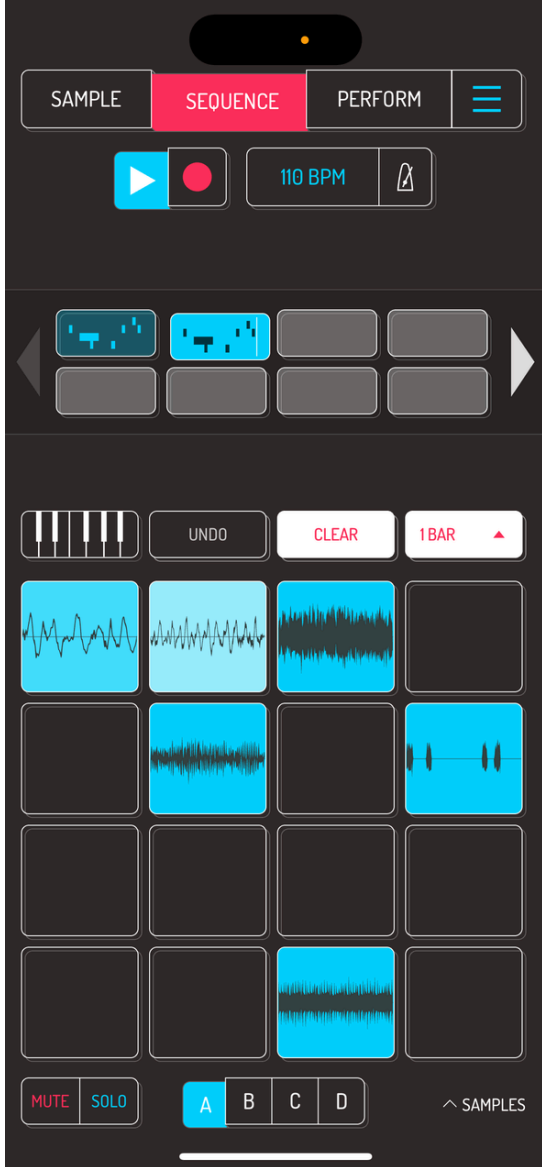 SAMPLE
SEQUENCE
PERFORM
110 BPM
UNDO
CLEAR
1 BAR
MUTE
SOLO
A
B
C
D
SAMPLES